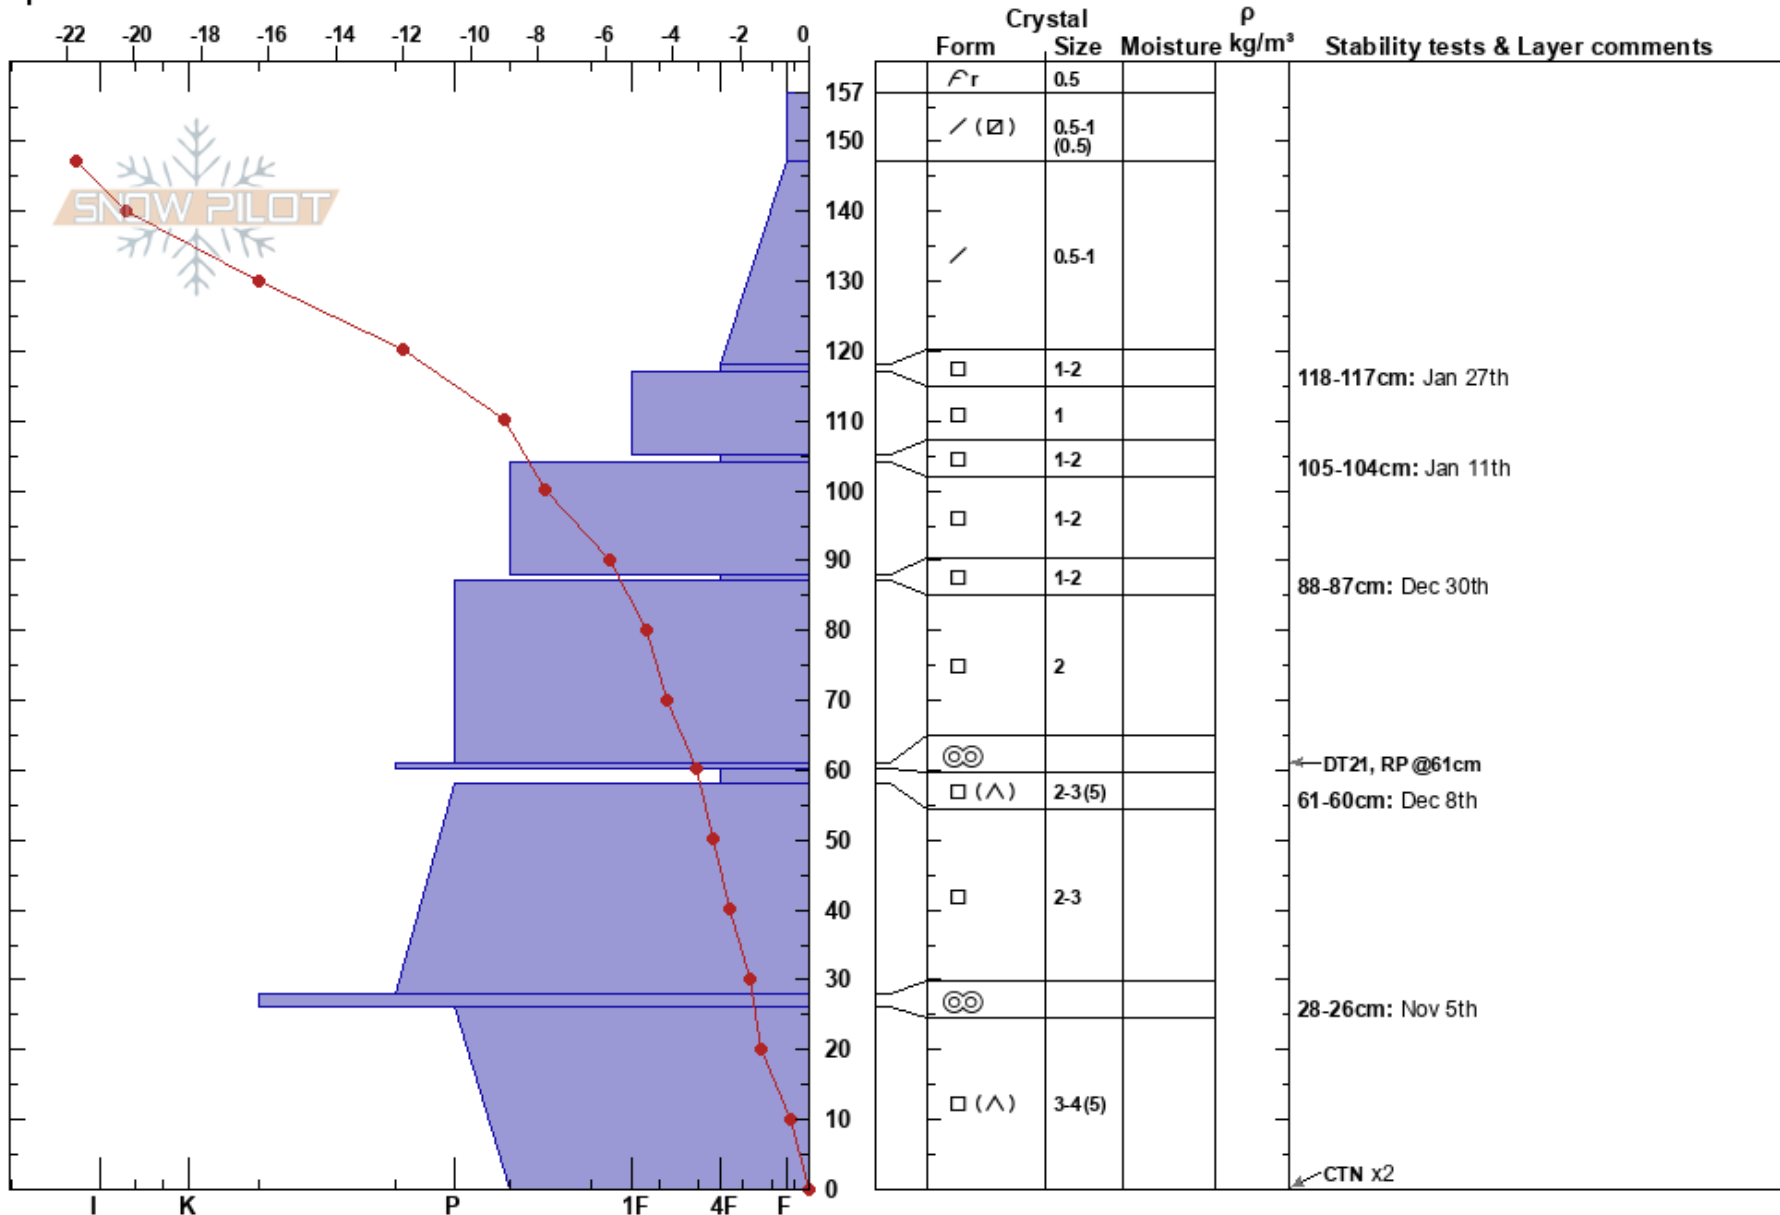 Crystal
ρ
-22 -20 -18 -16 -14 -12 -10 -8 -6 -4 -2 0
Form Size Moisture kg/m³ Stability tests & Layer comments
r 0.5
157
( ) 0.5-1
(0.5)
150
140
SNOW PILOT
0.5-1
130
120
1-2
118-117cm: Jan 27th
110
1
1-2
105-104cm: Jan 11th
100
1-2
90
1-2
88-87cm: Dec 30th
80
2
70
DT21, RP @61cm
60
2-3(5)
61-60cm: Dec 8th
50
2-3
40
30
28-26cm: Nov 5th
20
3-4(5)
10
CTN x2
0
I K P 1F 4F F